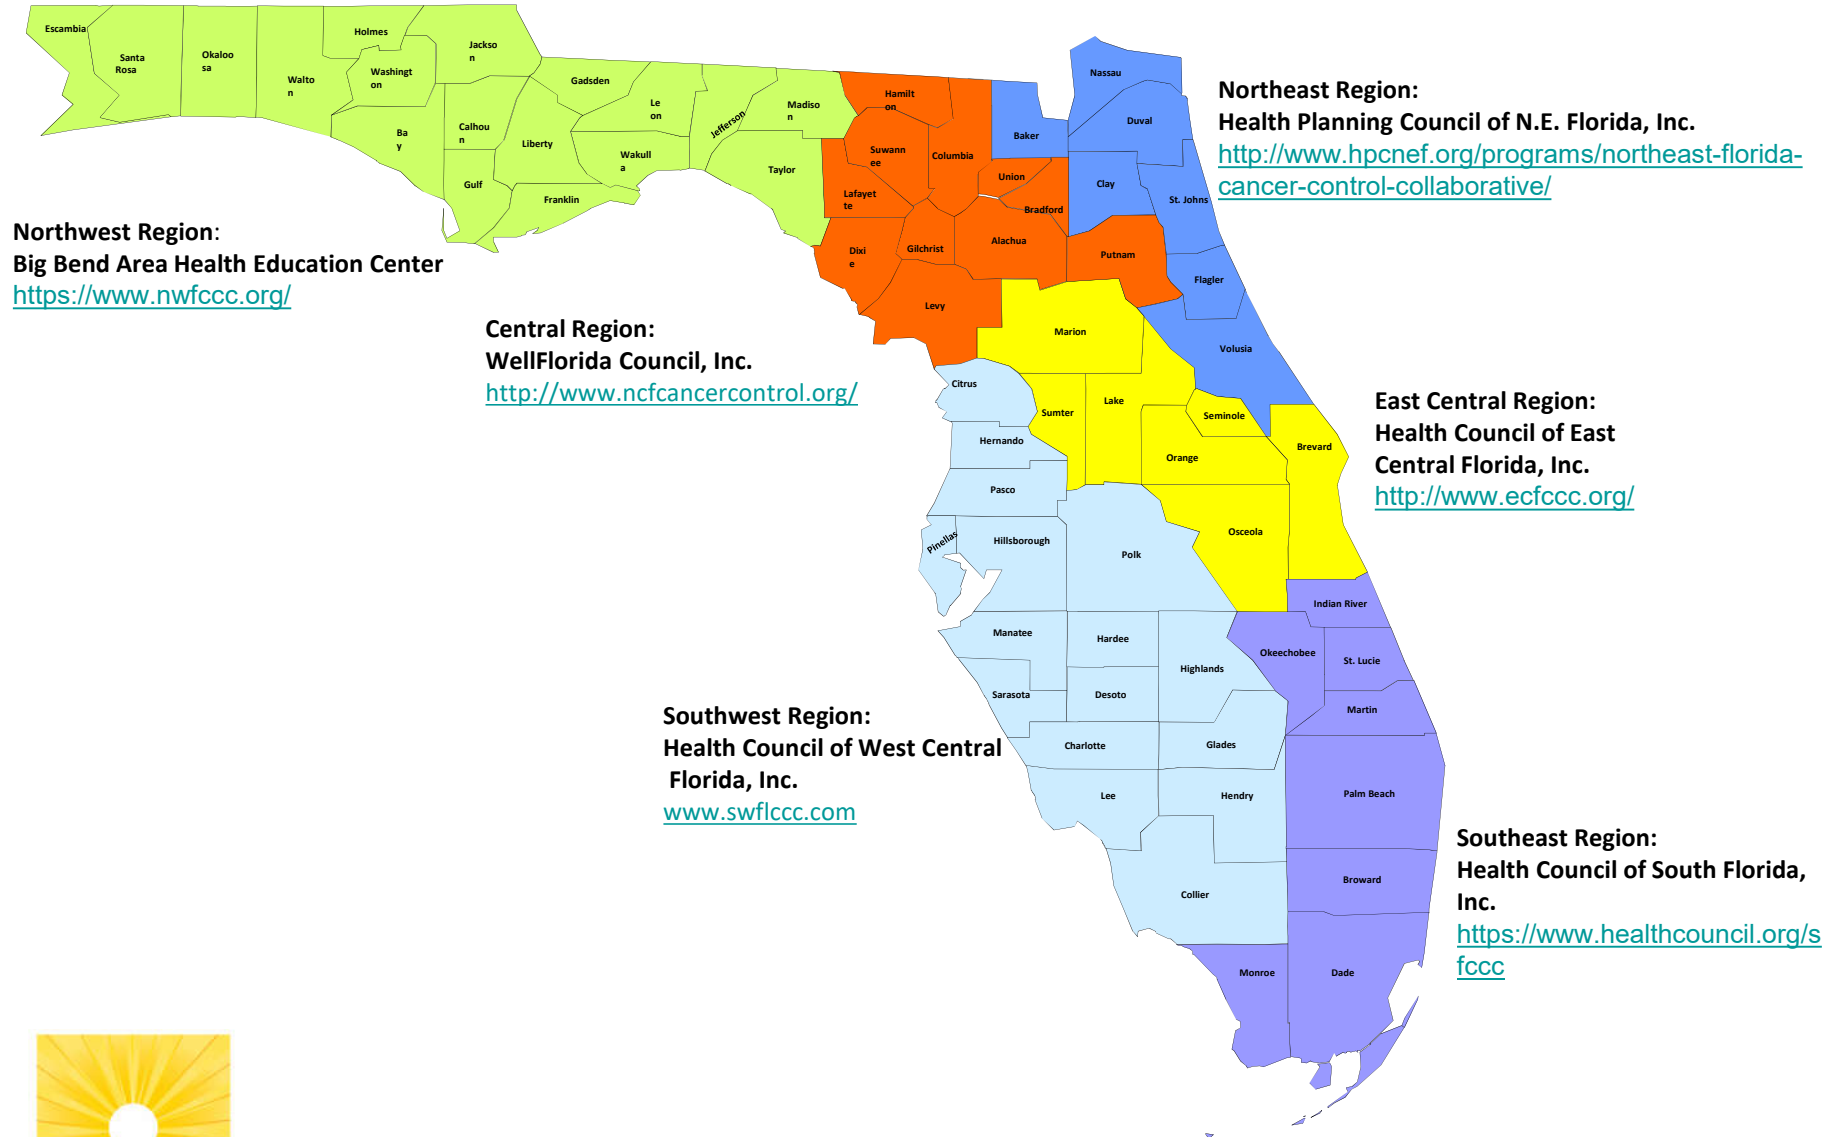 Escambia
Santa
Rosa
Okaloo
sa
Walto
n
Holmes
Washingt
on
Jackso
n
Ba
y
Calhou
n
Gulf
Liberty
Gadsden
Franklin
Le
on
Wakull
a
Jefferson
Madiso
n
Taylor
Hamilt
on
Suwann
ee
Columbia
Lafayet
te
Dixi
e
Gilchrist
Levy
Union
Bradford
Alachua
Putnam
Baker
Nassau
Duval
Clay
St. Johns
Flagler
Volusia
Marion
Citrus
Sumter
Lake
Seminole
Orange
Brevard
Osceola
Hernando
Pasco
Pinellas
Hillsborough
Polk
Manatee
Hardee
Highlands
Sarasota
Desoto
Charlotte
Glades
Lee
Hendry
Collier
Indian River
Okeechobee
St. Lucie
Martin
Palm Beach
Broward
Monroe
Dade
Northeast Region:
Health Planning Council of N.E. Florida, Inc.
http://www.hpcnef.org/programs/northeast-florida-
cancer-control-collaborative/
Northwest Region:
Big Bend Area Health Education Center
https://www.nwfccc.org/
Central Region:
WellFlorida Council, Inc.
http://www.ncfcancercontrol.org/
East Central Region:
Health Council of East
Central Florida, Inc.
http://www.ecfccc.org/
Southwest Region:
Health Council of West Central
Florida, Inc.
www.swflccc.com
Southeast Region:
Health Council of South Florida,
Inc.
https://www.healthcouncil.org/s
fccc